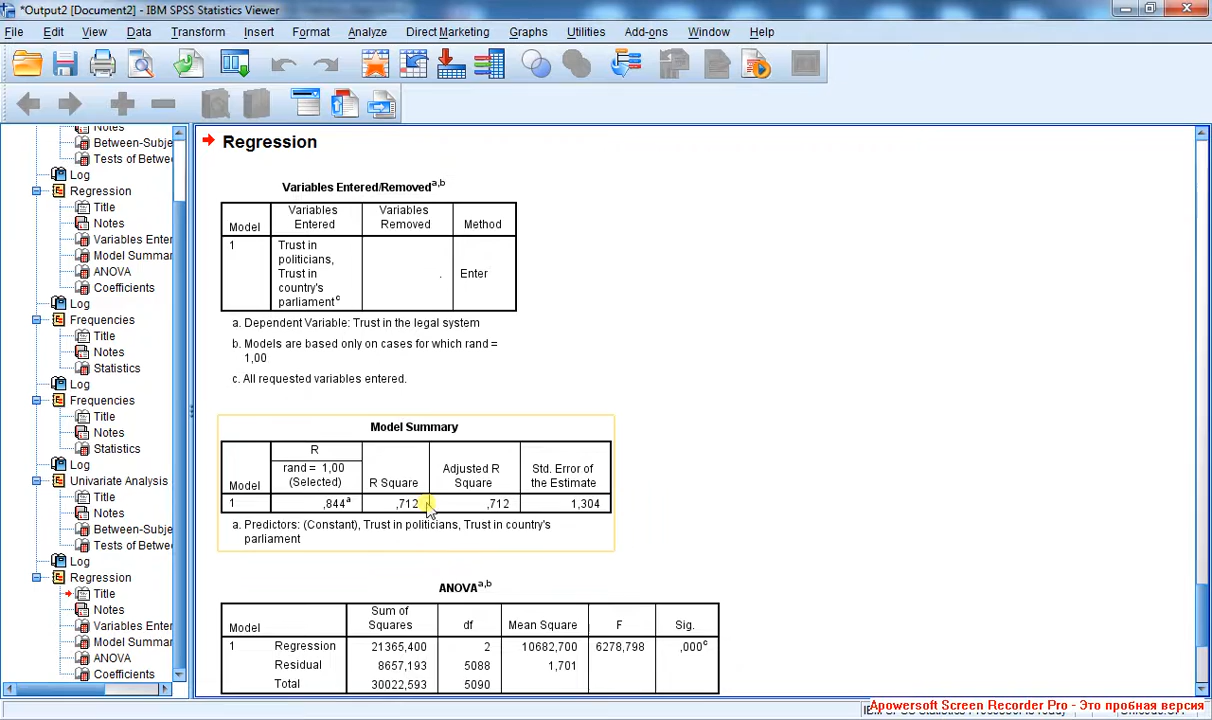 *Output2 [Document2] - IBM SPSS Statistics Viewer
File Edit View Data Transform Insert Format Analyze Direct Marketing Graphs Utilities Add-ons Window Help
Notes
Between-Subje
Tests of Betwe
Log
Regression
Title
Notes
Variables Enter
Model Summar
ANOVA
Coefficients
Log
Frequencies
Title
Notes
Statistics
Log
Frequencies
Title
Notes
Statistics
Log
Univariate Analysis
Title
Notes
Between-Subje
Tests of Betwe
Log
Regression
Title
Notes
Variables Enter
Model Summar
ANOVA
Coefficients
Regression
Variables Entered/Removed a,b
Model Variables Entered Variables Removed Method
1 Trust in politicians, Trust in country's parliament c . Enter
a. Dependent Variable: Trust in the legal system
b. Models are based only on cases for which rand =
1,00
c. All requested variables entered.
Model Summary
Model R rand = 1,00 (Selected) R Square Adjusted R Square Std. Error of the Estimate
1 ,844a ,712 ,712 1,304
a. Predictors: (Constant), Trust in politicians, Trust in country's
parliament
ANOVA a,b
Model Sum of Squares df Mean Square F Sig.
1 Regression 21365,400 2 10682,700 6278,798 ,000c
Residual 8657,193 5088 1,701
Total 30022,593 5090
Apowersoft Screen Recorder Pro - Это пробная версия